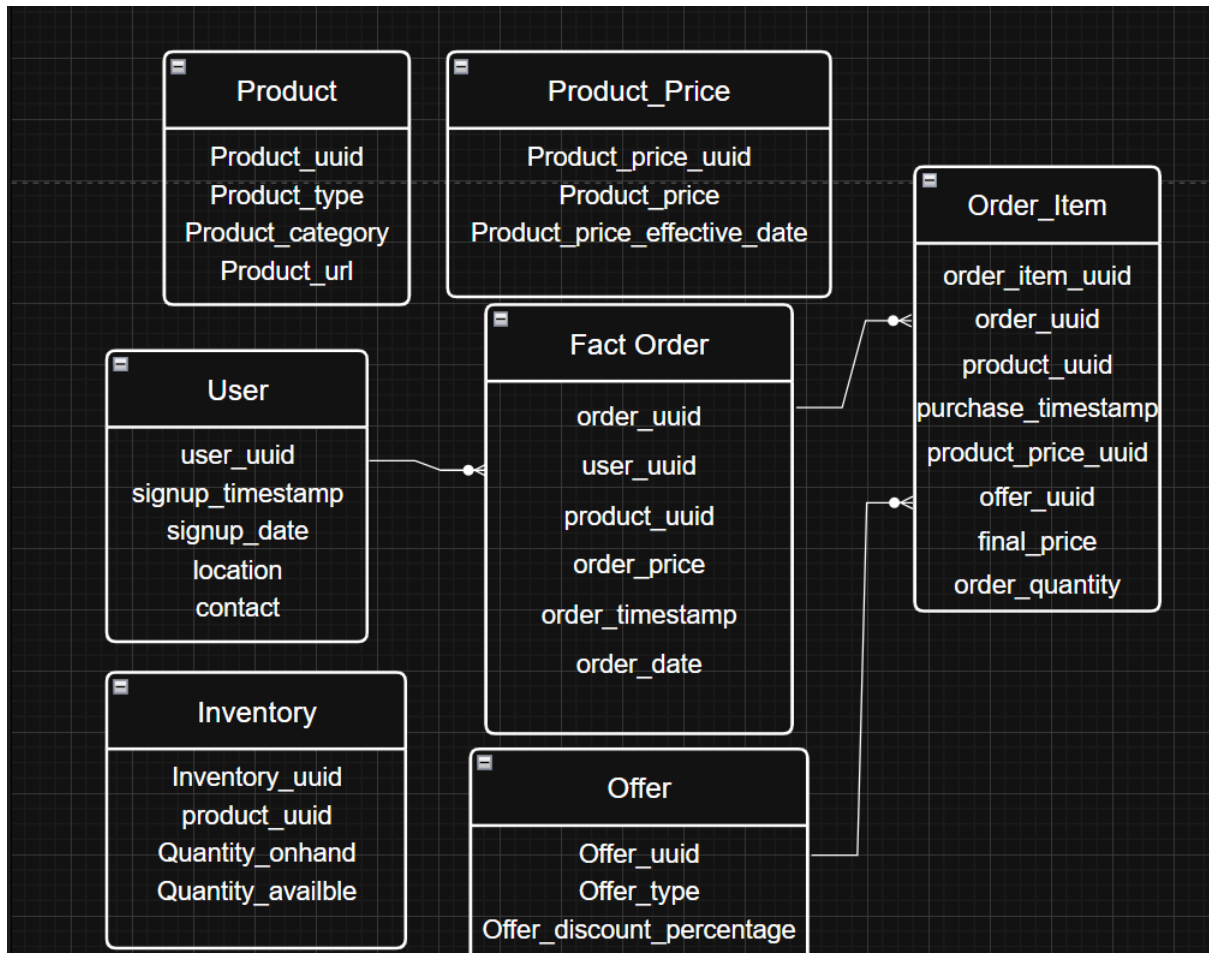 Product
Product_uuid
Product_type
Product_category
Product_url
Product_Price
Product_price_uuid
Product_price
Product_price_effective_date
Order_Item
order_item_uuid
order_uuid
product_uuid
purchase_timestamp
product_price_uuid
offer_uuid
final_price
order_quantity
User
user_uuid
signup_timestamp
signup_date
location
contact
Fact Order
order_uuid
user_uuid
product_uuid
order_price
order_timestamp
order_date
Inventory
Inventory_uuid
product_uuid
Quantity_onhand
Quantity_availble
Offer
Offer_uuid
Offer_type
Offer_discount_percentage